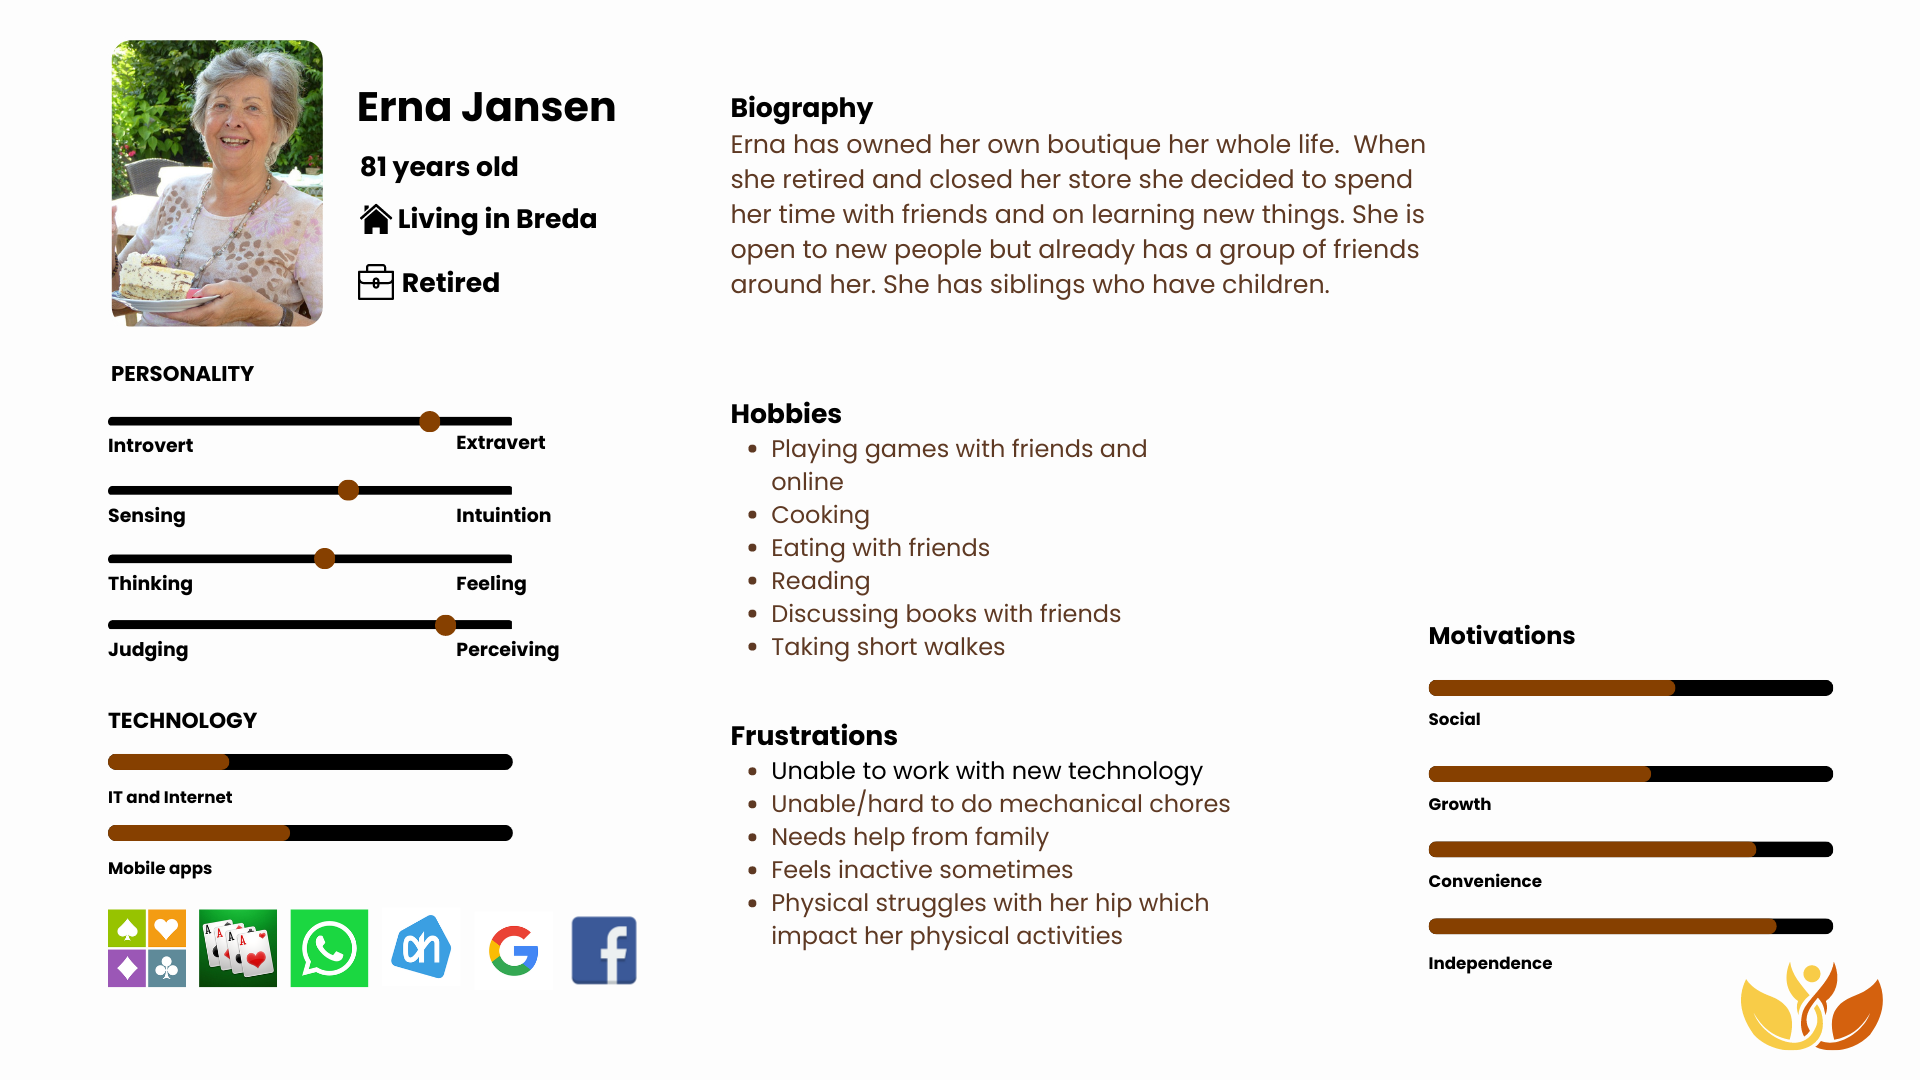 Erna Jansen
81 years old
Living in Breda
Retired
Biography
Erna has owned her own boutique her whole life.  When
she retired and closed her store she decided to spend
her time with friends and on learning new things. She is
open to new people but already has a group of friends
around her. She has siblings who have children.
PERSONALITY
Introvert
Extravert
Sensing
Intuintion
Thinking
Feeling
Judging
Perceiving
TECHNOLOGY
IT and Internet
Mobile apps
A A A A
ah
G
f
Hobbies
• Playing games with friends and
online
• Cooking
• Eating with friends
• Reading
• Discussing books with friends
• Taking short walkes
Frustrations
• Unable to work with new technology
• Unable/hard to do mechanical chores
• Needs help from family
• Feels inactive sometimes
• Physical struggles with her hip which
impact her physical activities
Motivations
Social
Growth
Convenience
Independence